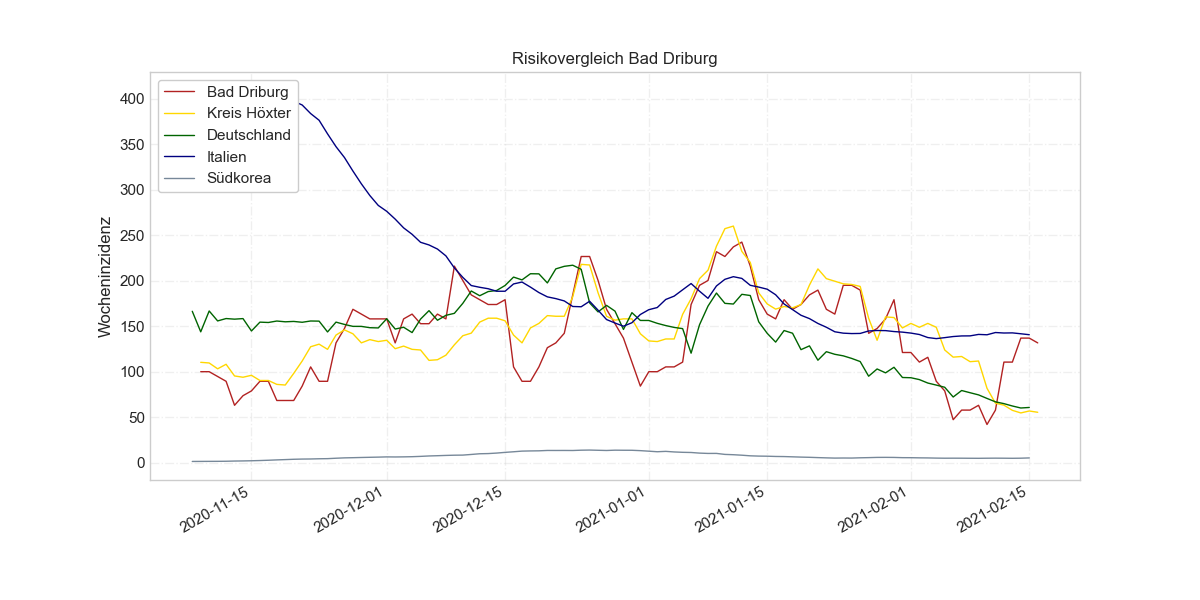 Risikovergleich Bad Driburg
Wocheninzidenz
400
350
300
250
200
150
100
50
0
Bad Driburg
Kreis Höxter
Deutschland
Italien
Südkorea
2020-11-15
2020-12-01
2020-12-15
2021-01-01
2021-01-15
2021-02-01
2021-02-15